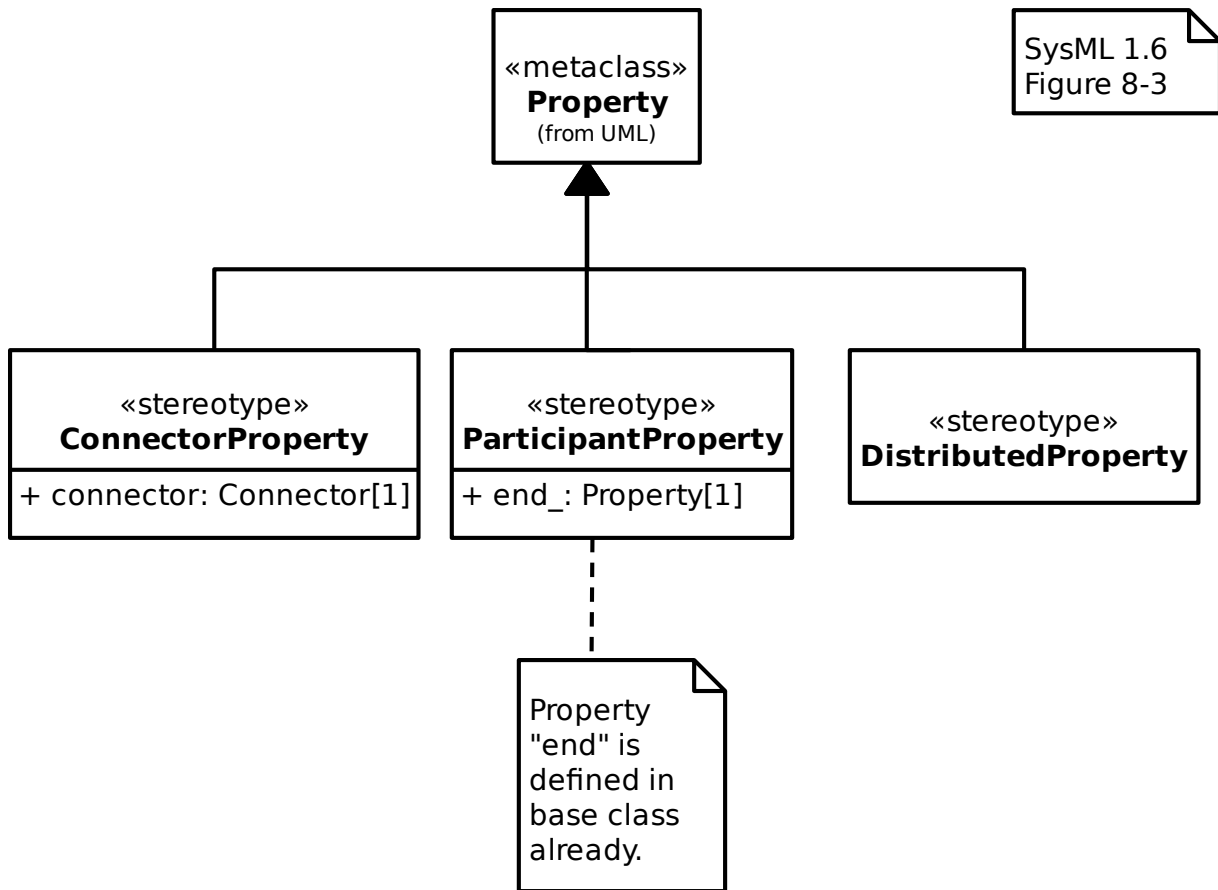 «metaclass»
Property
(from UML)
SysML 1.6
Figure 8-3
«stereotype»
ConnectorProperty
+ connector: Connector[1]
«stereotype»
ParticipantProperty
+ end_: Property[1]
«stereotype»
DistributedProperty
Property
"end" is
defined in
base class
already.